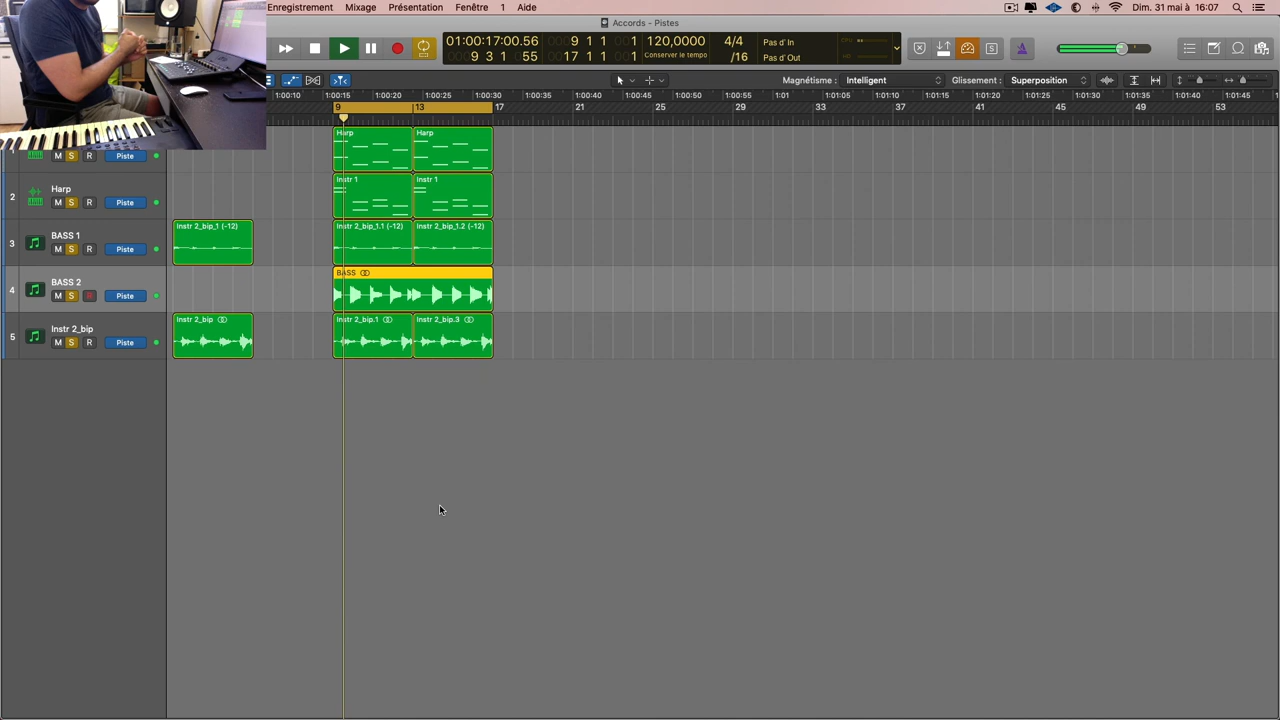 Enregistrement Mixage Présentation Fenêtre 1 Aide Dim. 31 mai à 16:07
Accords - Pistes
01:00:17:00.56 9 1 1 1 120,0000 4/4 Pas d' In
9 3 1 55 17 1 1 1 Conserver le tempo /16 Pas d' Out
Magnétisme : Intelligent Glissement : Superposition
1:00:10 1:00:15 1:00:20 1:00:25 1:00:30 1:00:35 1:00:40 1:00:45 1:00:50 1:00:55 1:01 1:01:05 1:01:10 1:01:15 1:01:20 1:01:25 1:01:30 1:01:35 1:01:40 1:01:45
9 13 17 21 25 29 33 37 41 45 49 53
Harp Harp
M S R Piste
2 Harp Instr 1 Instr 1
M S R Piste
3 BASS 1 Instr 2_bip_1 (-12) Instr 2_bip_1.1 (-12) Instr 2_bip_1.2 (-12)
M S R Piste
4 BASS 2 BASS
M S R Piste
5 Instr 2_bip Instr 2_bip Instr 2_bip.1 Instr 2_bip.3
M S R Piste